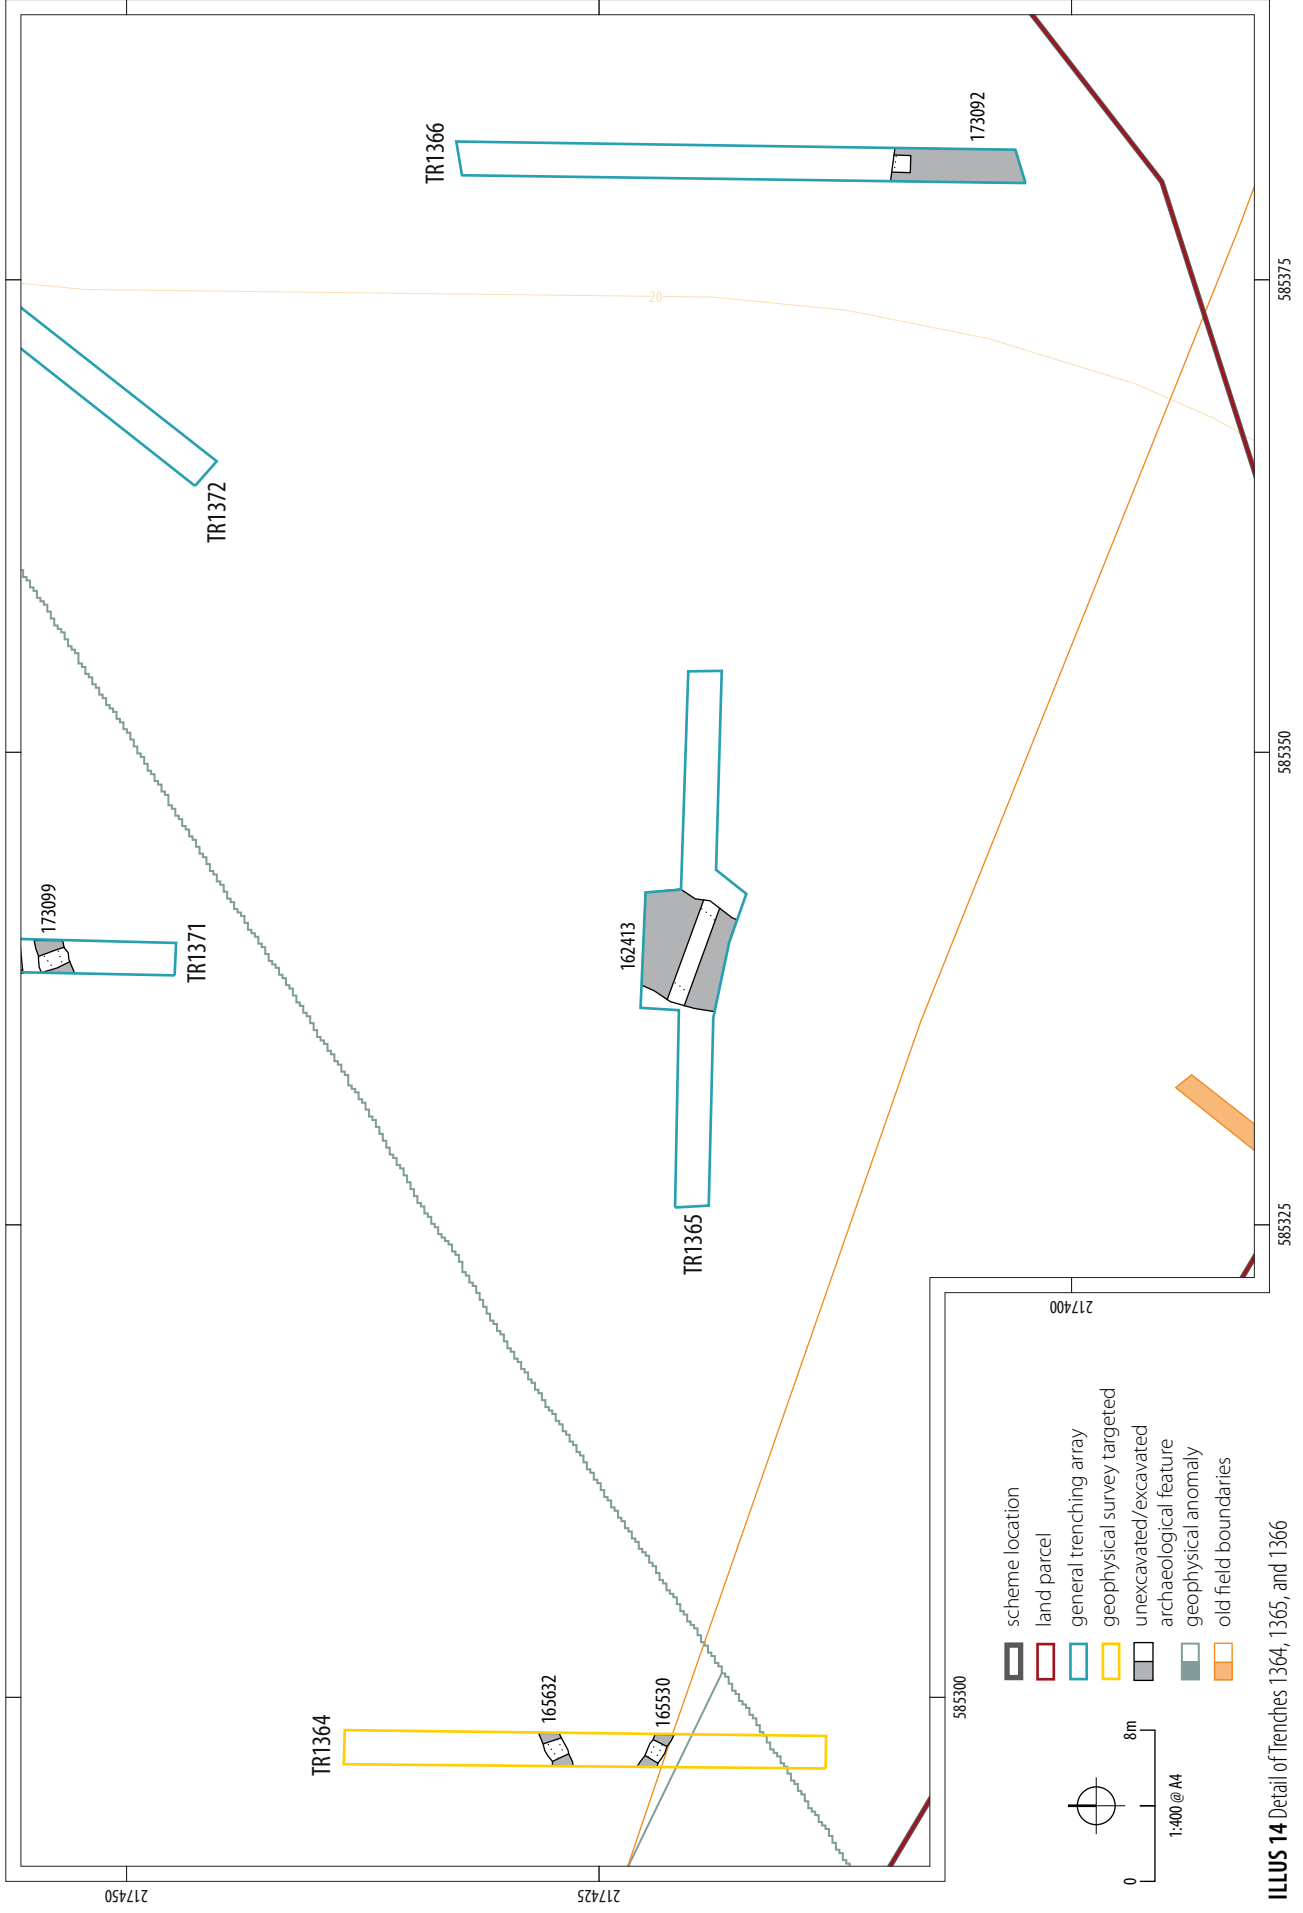 TR1364
165632
165530
TR1371
173099
TR1372
TR1365
162413
TR1366
173092
20
217450
217425
217400
585300
585325
585350
585375
scheme location
land parcel
general trenching array
geophysical survey targeted
unexcavated/excavated
archaeological feature
geophysical anomaly
old field boundaries
0
8m
1:400 @ A4
ILLUS 14 Detail of Trenches 1364, 1365, and 1366